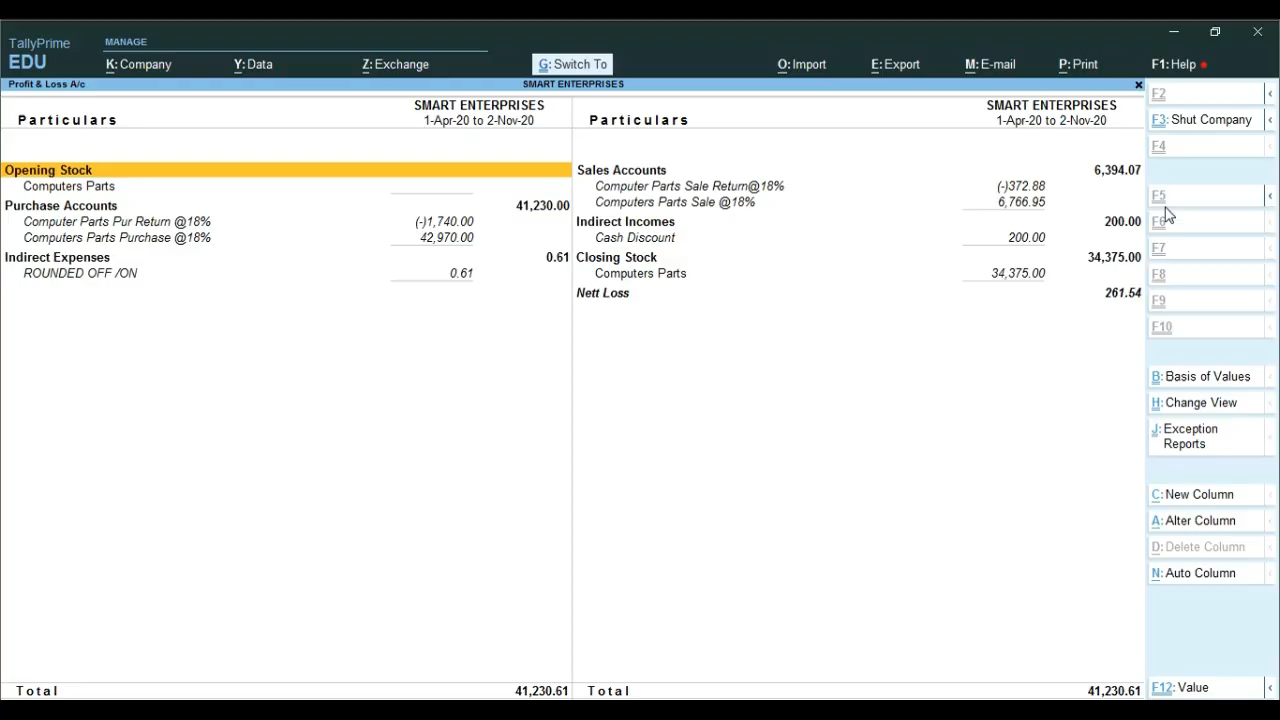 TallyPrime
EDU
MANAGE
K: Company
Y: Data
Z: Exchange
G: Switch To
O: Import
E: Export
M: E-mail
P: Print
F1: Help
Profit & Loss A/c
SMART ENTERPRISES
Particulars
SMART ENTERPRISES
1-Apr-20 to 2-Nov-20
Opening Stock
Computers Parts
Purchase Accounts 41,230.00
Computer Parts Pur Return @18% (-)1,740.00
Computers Parts Purchase @18% 42,970.00
Indirect Expenses 0.61
ROUNDED OFF /ON 0.61
Total 41,230.61
Particulars
SMART ENTERPRISES
1-Apr-20 to 2-Nov-20
Sales Accounts 6,394.07
Computer Parts Sale Return@18% (-)372.88
Computers Parts Sale @18% 6,766.95
Indirect Incomes 200.00
Cash Discount 200.00
Closing Stock 34,375.00
Computers Parts 34,375.00
Nett Loss 261.54
Total 41,230.61
F2
F3: Shut Company
F4
F5
F6
F7
F8
F9
F10
B: Basis of Values
H: Change View
J: Exception
Reports
C: New Column
A: Alter Column
D: Delete Column
N: Auto Column
F12: Value